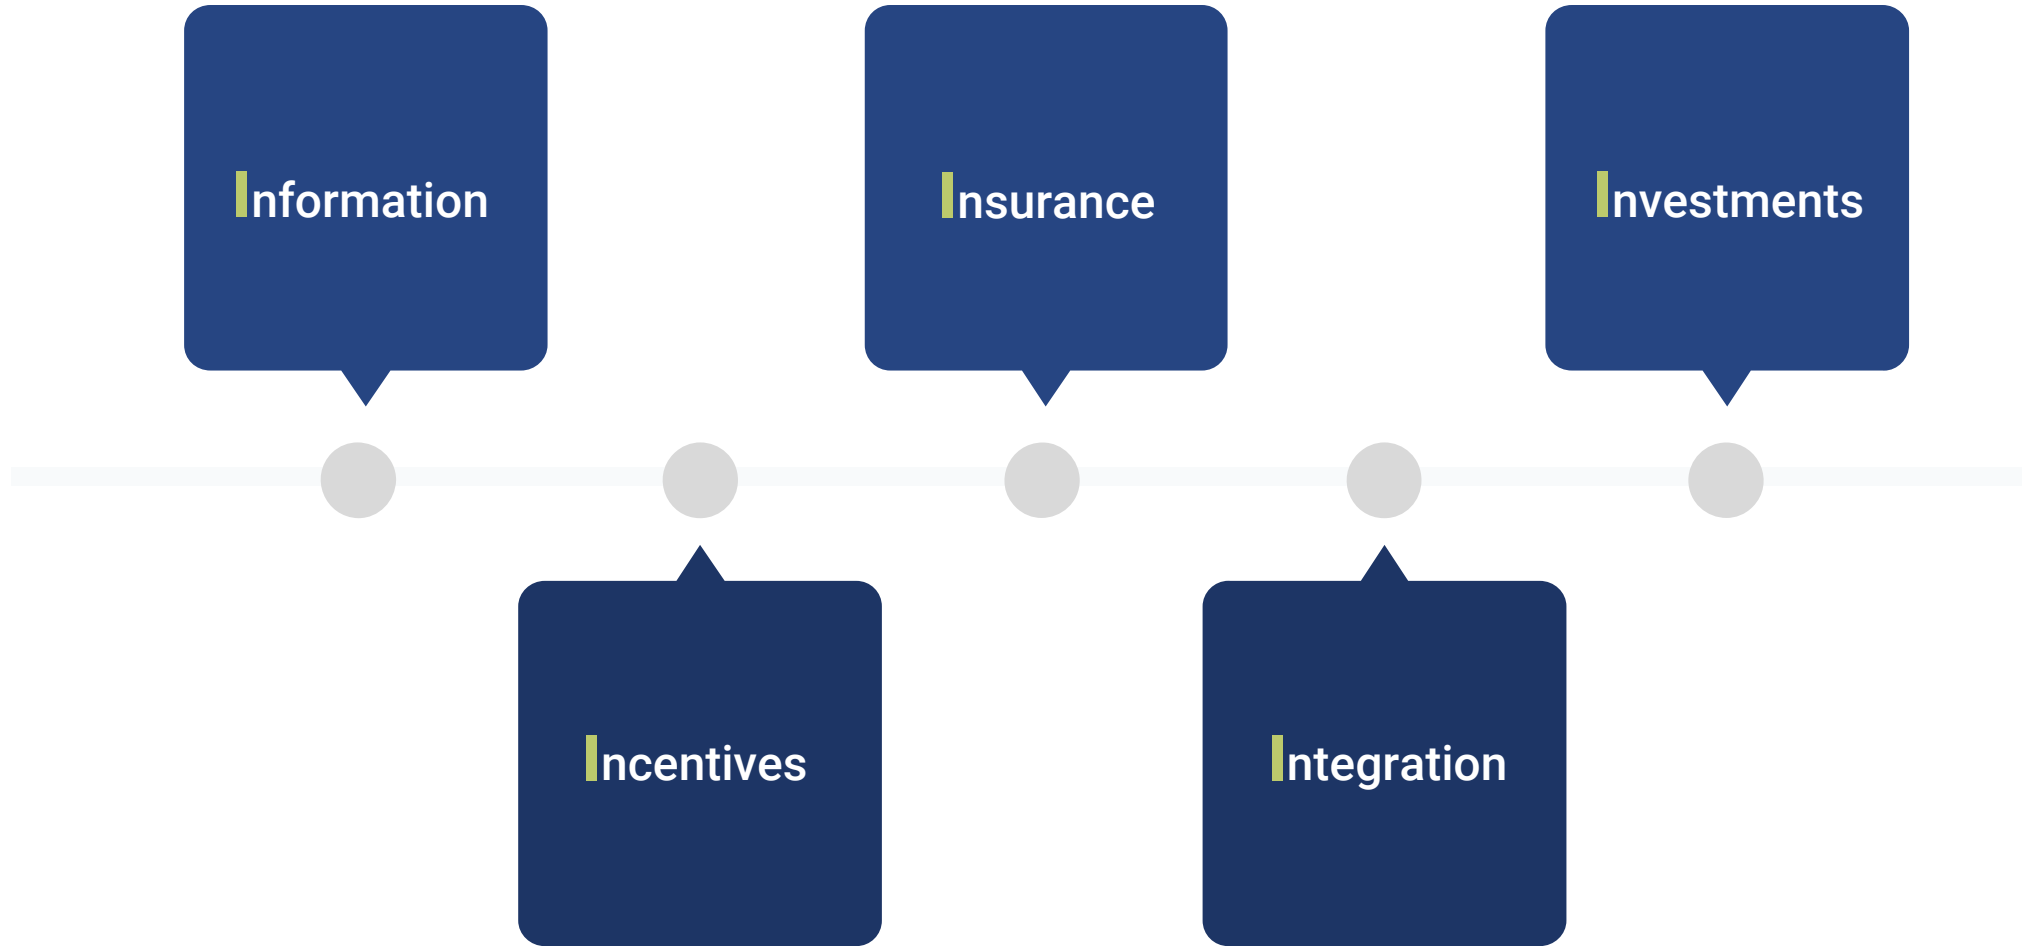 Information
Incentives
Insurance
Integration
Investments